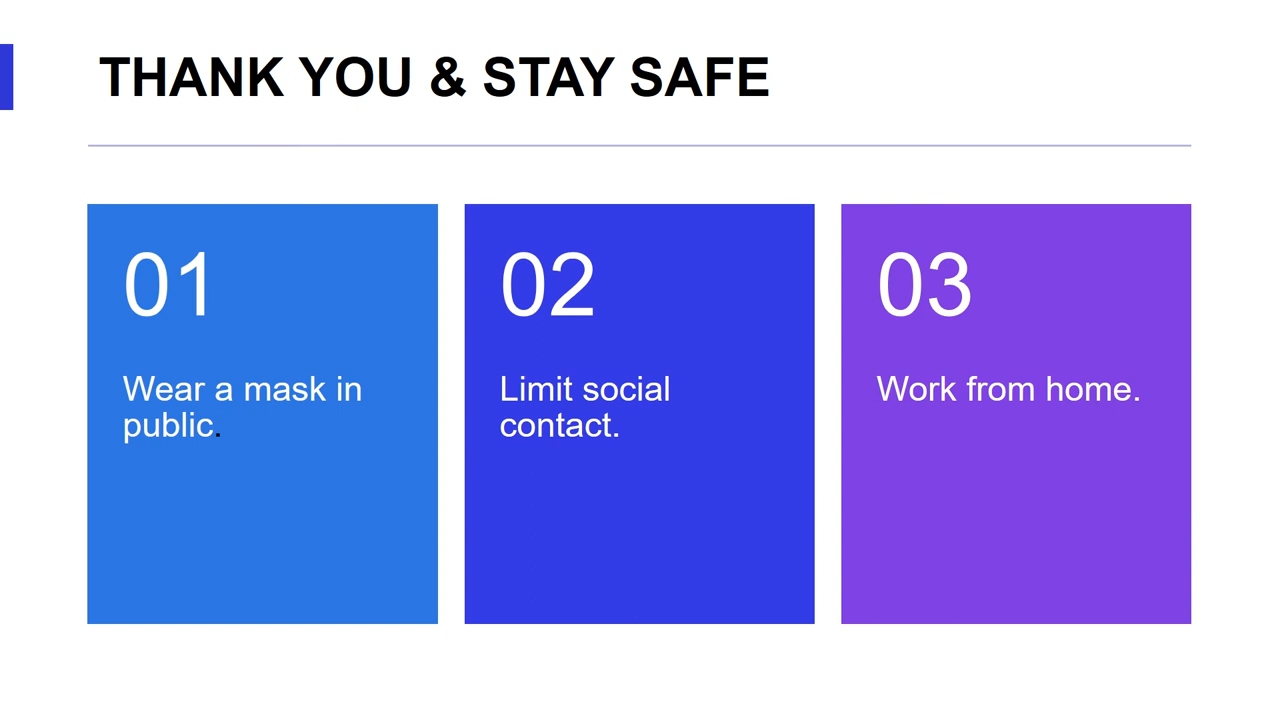 THANK YOU & STAY SAFE
01
Wear a mask in
public.
02
Limit social
contact.
03
Work from home.